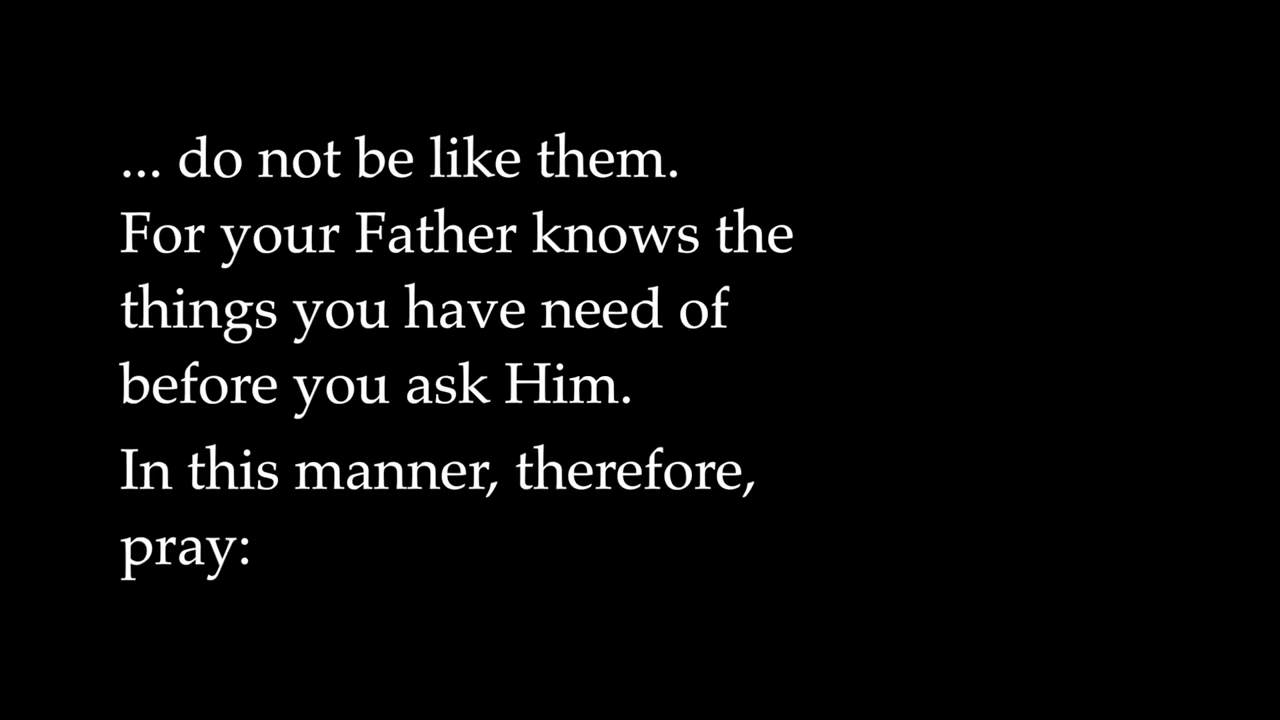 ... do not be like them.
For your Father knows the
things you have need of
before you ask Him.
In this manner, therefore,
pray: